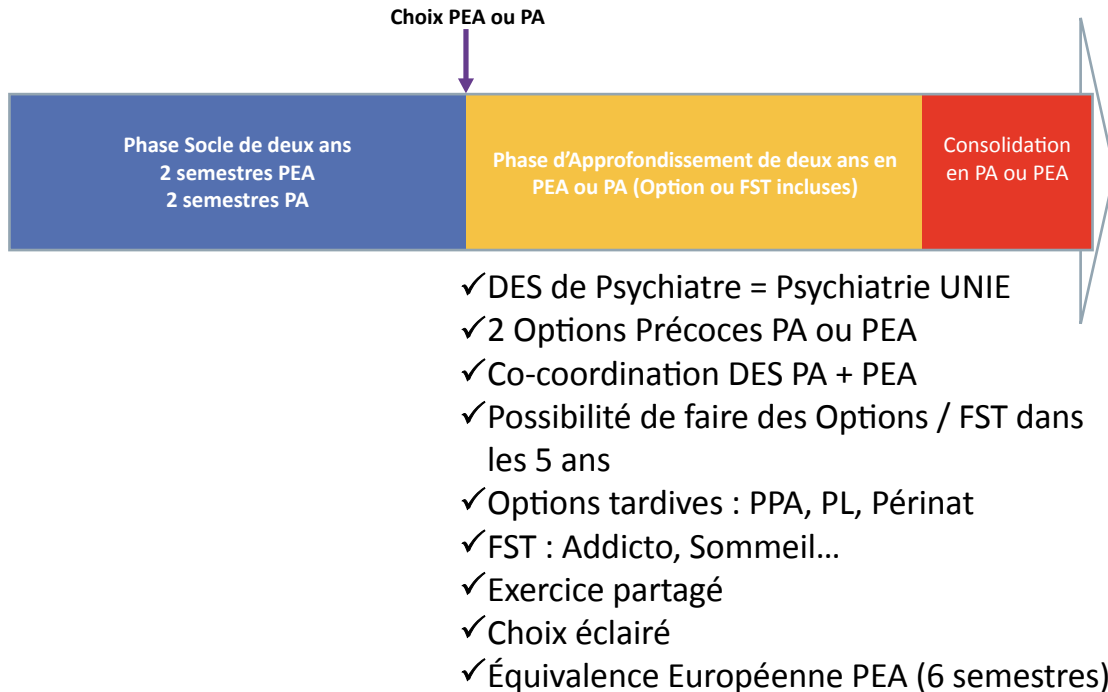 Choix PEA ou PA
Phase Socle de deux ans
2 semestres PEA
2 semestres PA
Phase d'Approfondissement de deux ans en
PEA ou PA (Option ou FST incluses)
Consolidation
en PA ou PEA
✓DES de Psychiatre = Psychiatrie UNIE
✓2 Options Précoces PA ou PEA
✓Co-coordination DES PA + PEA
✓Possibilité de faire des Options / FST dans
les 5 ans
✓Options tardives : PPA, PL, Périnat
✓FST : Addicto, Sommeil...
✓Exercice partagé
✓Choix éclairé
✓Équivalence Européenne PEA (6 semestres)